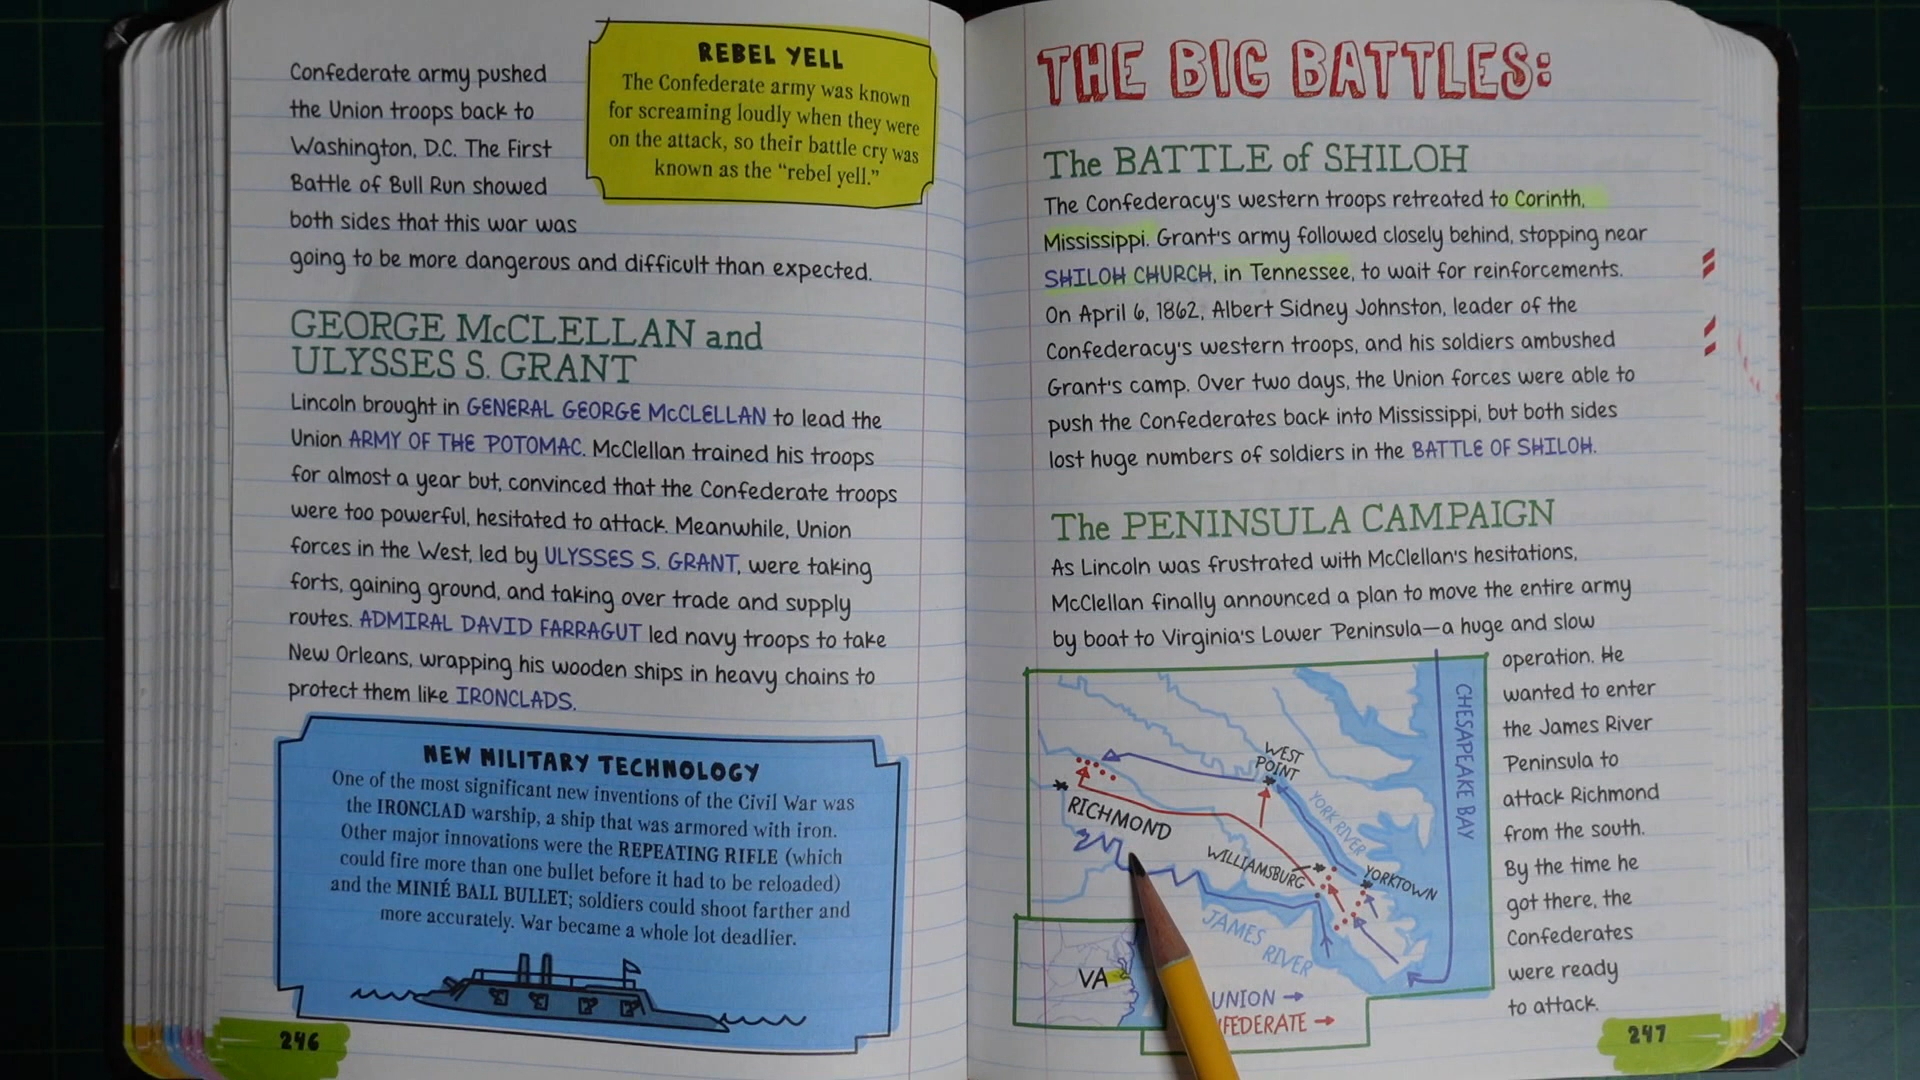 Confederate army pushed
the Union troops back to
Washington, D.C. The First
Battle of Bull Run showed
both sides that this war was
going to be more dangerous and difficult than expected.
REBEL YELL
The Confederate army was known
for screaming loudly when they were
on the attack, so their battle cry was
known as the “rebel yell.”
GEORGE McCLELLAN and
ULYSSES S. GRANT
Lincoln brought in GENERAL GEORGE McCLELLAN to lead the
Union ARMY OF THE POTOMAC. McClellan trained his troops
for almost a year but, convinced that the Confederate troops
were too powerful, hesitated to attack. Meanwhile, Union
forces in the West, led by ULYSSES S. GRANT, were taking
forts, gaining ground, and taking over trade and supply
routes. ADMIRAL DAVID FARRAGUT led navy troops to take
New Orleans, wrapping his wooden ships in heavy chains to
protect them like IRONCLADS.
NEW MILITARY TECHNOLOGY
One of the most significant new inventions of the Civil War was
the IRONCLAD warship, a ship that was armored with iron.
Other major innovations were the REPEATING RIFLE (which
could fire more than one bullet before it had to be reloaded)
and the MINIÉ BALL BULLET; soldiers could shoot farther and
more accurately. War became a whole lot deadlier.
246
THE BIG BATTLES:
The BATTLE of SHILOH
The Confederacy's western troops retreated to Corinth,
Mississippi. Grant's army followed closely behind, stopping near
SHILOH CHURCH, in Tennessee, to wait for reinforcements.
On April 6, 1862, Albert Sidney Johnston, leader of the
Confederacy's western troops, and his soldiers ambushed
Grant's camp. Over two days, the Union forces were able to
push the Confederates back into Mississippi, but both sides
lost huge numbers of soldiers in the BATTLE OF SHILOH.
The PENINSULA CAMPAIGN
As Lincoln was frustrated with McClellan's hesitations,
McClellan finally announced a plan to move the entire army
by boat to Virginia's Lower Peninsula—a huge and slow
operation. He
wanted to enter
the James River
Peninsula to
attack Richmond
from the south.
By the time he
got there, the
Confederates
were ready
to attack.
CHESAPEAKE BAY
WEST
POINT
RICHMOND
YORK RIVER
WILLIAMSBURG
YORKTOWN
JAMES
RIVER
VA
UNION
FEDERATE
247